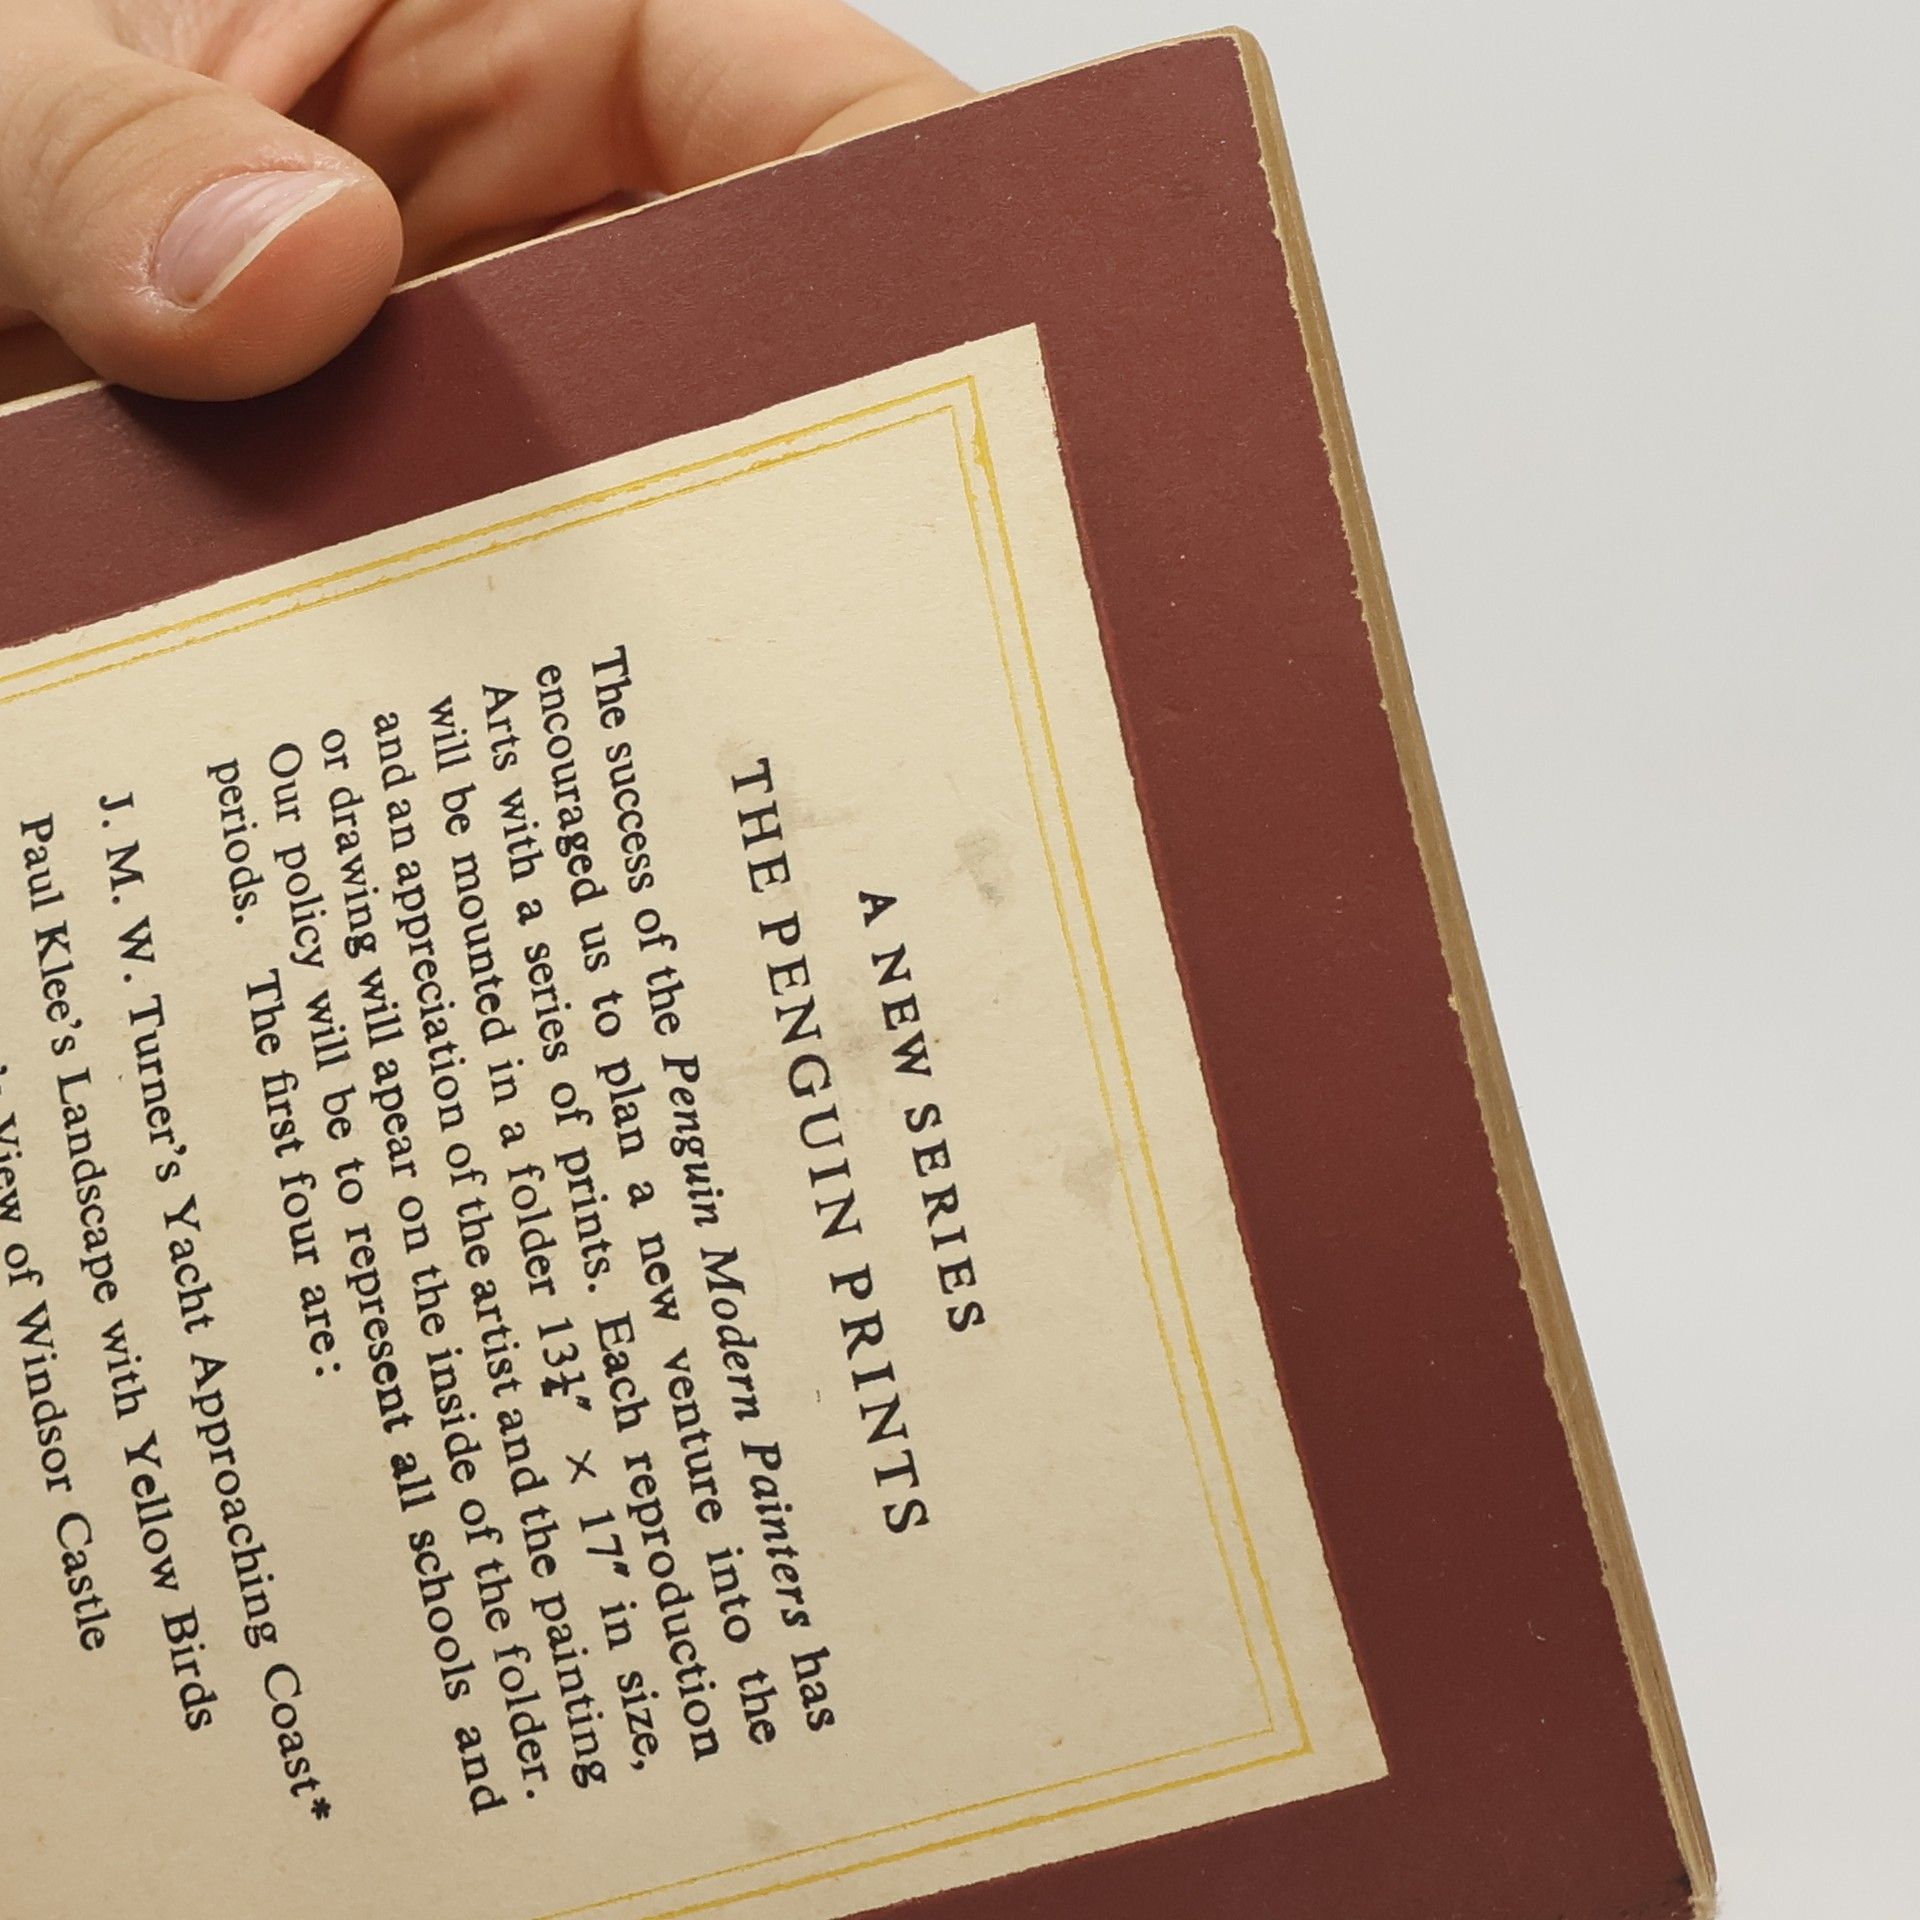 A NEW SERIES
THE PENGUIN PRINTS
The success of the Penguin Modern Painters has
encouraged us to plan a new venture into the
Arts with a series of prints. Each reproduction
will be mounted in a folder 13¼″ × 17″ in size,
and an appreciation of the artist and the painting
or drawing will apear on the inside of the folder.
Our policy will be to represent all schools and
periods. The first four are:
J. M. W. Turner's Yacht Approaching Coast*
Paul Klee's Landscape with Yellow Birds
View of Windsor Castle